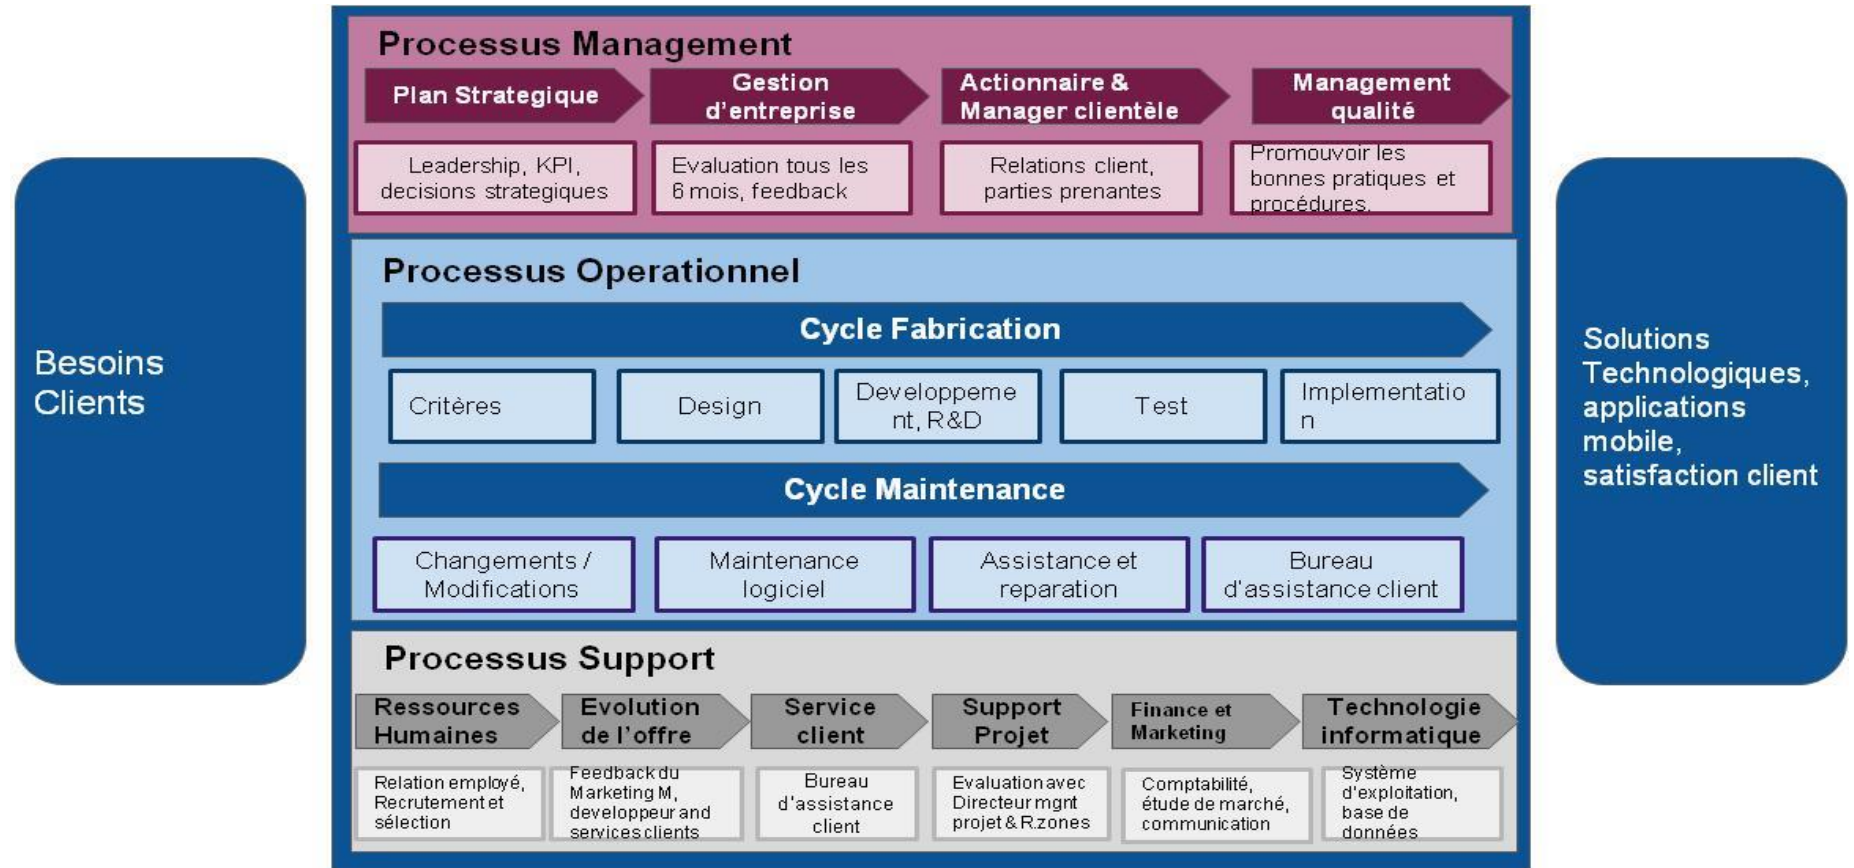 Processus Management
Plan Strategique
Gestion
d'entreprise
Actionnaire &
Manager clientèle
Management
qualité
Leadership, KPI,
decisions strategiques
Evaluation tous les
6 mois, feedback
Relations client,
parties prenantes
Promouvoir les
bonnes pratiques et
procédures.
Besoins
Clients
Processus Operationnel
Cycle Fabrication
Critères
Design
Developpeme
nt, R&D
Test
Implementatio
n
Cycle Maintenance
Changements /
Modifications
Maintenance
logiciel
Assistance et
reparation
Bureau
d'assistance client
Solutions
Technologiques,
applications
mobile,
satisfaction client
Processus Support
Ressources
Humaines
Evolution
de l'offre
Service
client
Support
Projet
Finance et
Marketing
Technologie
informatique
Relation employé,
Recrutement et
sélection
Feedback du
Marketing M,
developpeur and
services clients
Bureau
d'assistance
client
Evaluation avec
Directeur mgnt
projet & R.zones
Comptabilité,
étude de marché,
communication
Système
d'exploitation,
base de
données